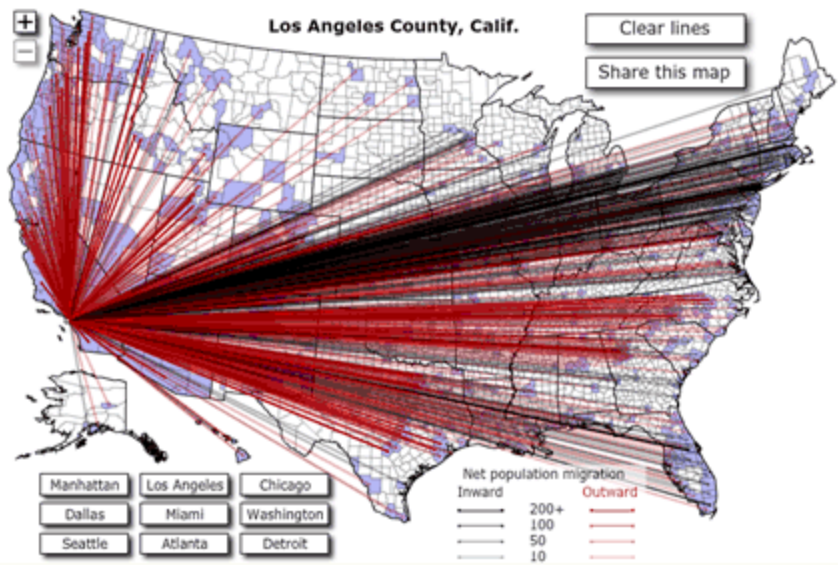 +
−
Los Angeles County, Calif.
Clear lines
Share this map
Manhattan
Los Angeles
Chicago
Dallas
Miami
Washington
Seattle
Atlanta
Detroit
Net population migration
Inward Outward
200+
100
50
10